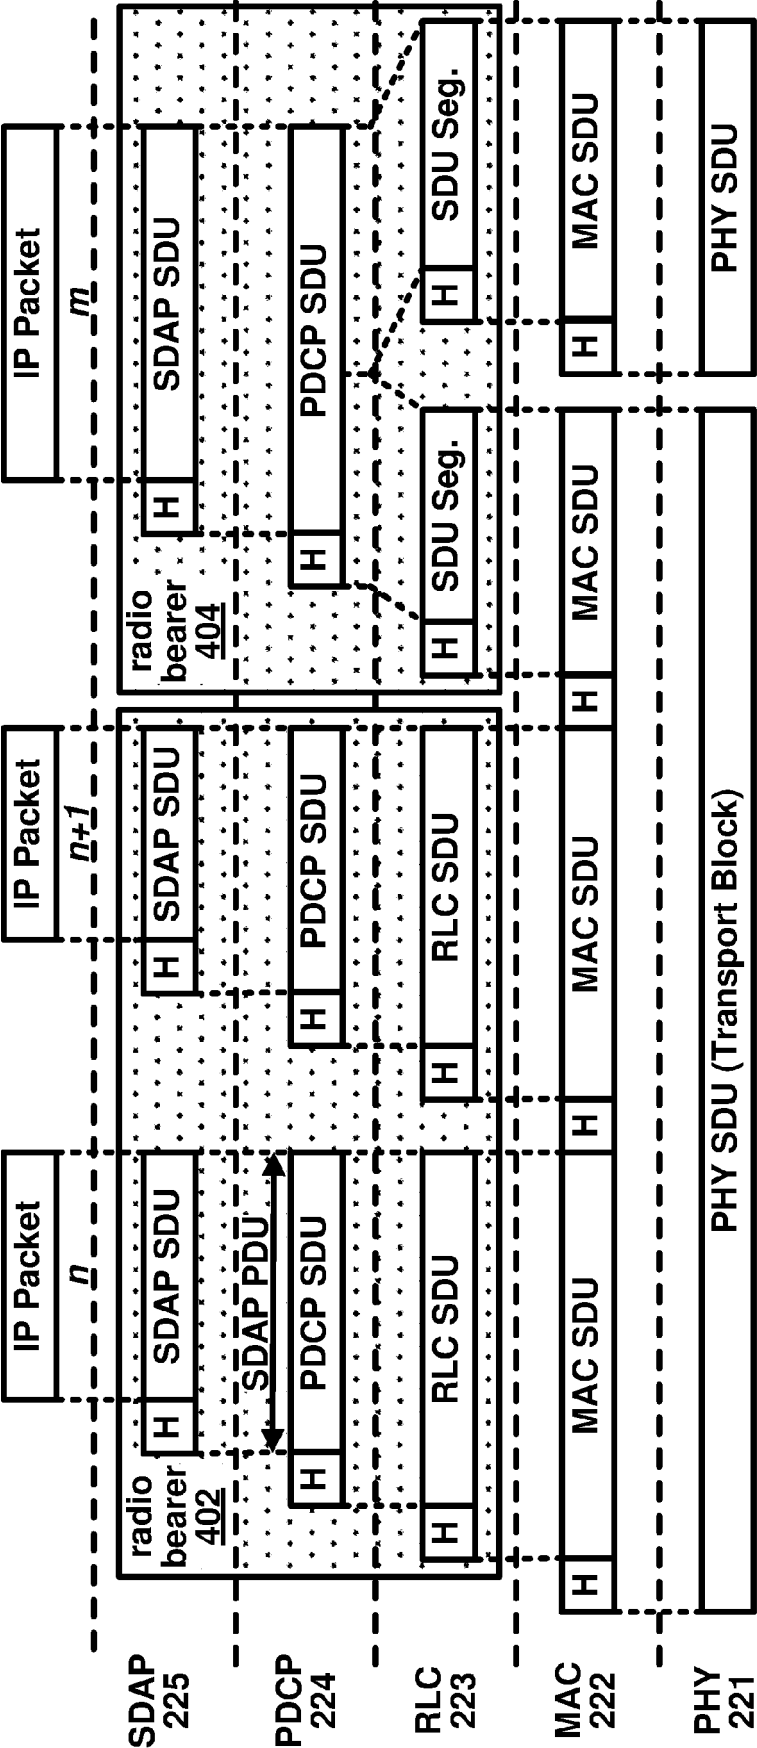 IP Packet
IP Packet
IP Packet
n
n+1
m
SDAP
225
radio
bearer
402
H
SDAP SDU
H
SDAP SDU
radio
bearer
404
H
SDAP SDU
SDAP PDU
PDCP
224
H
PDCP SDU
H
PDCP SDU
H
PDCP SDU
RLC
223
H
RLC SDU
H
RLC SDU
H
SDU Seg.
H
SDU Seg.
MAC
222
H
MAC SDU
H
MAC SDU
H
MAC SDU
H
MAC SDU
PHY
221
PHY SDU (Transport Block)
PHY SDU